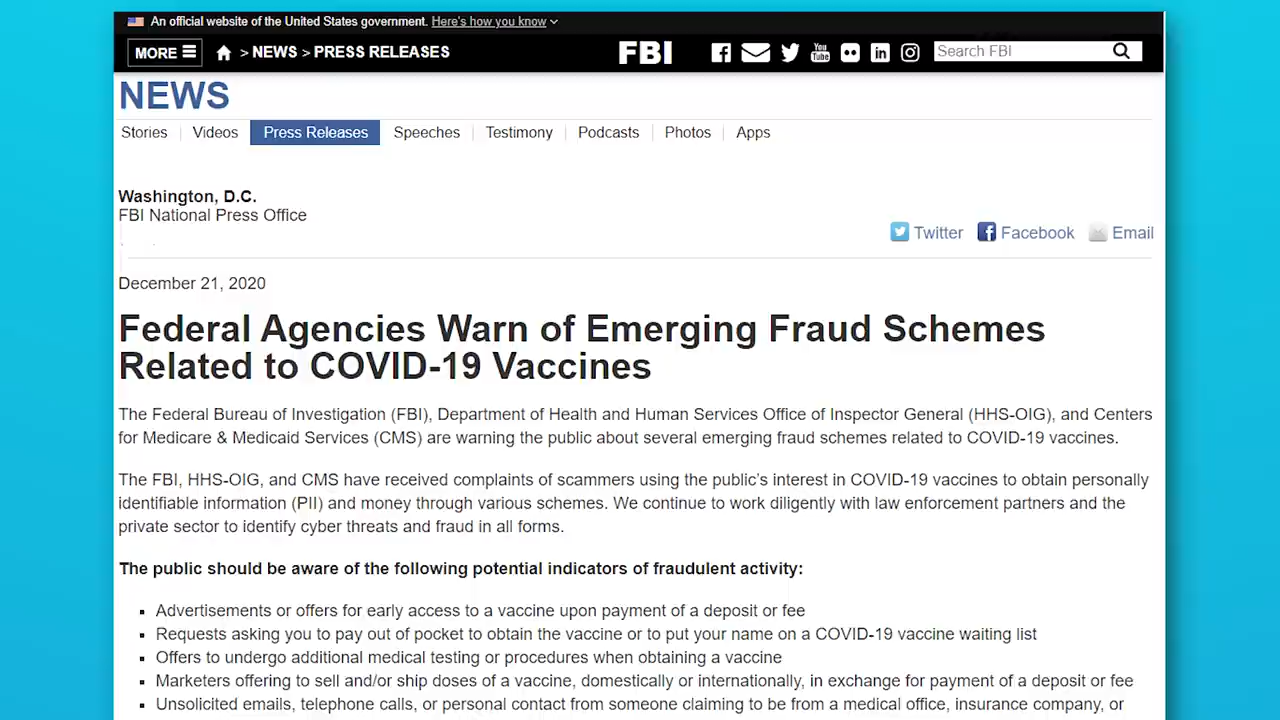 An official website of the United States government. Here's how you know
MORE > NEWS > PRESS RELEASES FBI You Tube in Search FBI
NEWS
Stories Videos Press Releases Speeches Testimony Podcasts Photos Apps
Washington, D.C.
FBI National Press Office
Twitter Facebook Email
December 21, 2020
Federal Agencies Warn of Emerging Fraud Schemes
Related to COVID-19 Vaccines
The Federal Bureau of Investigation (FBI), Department of Health and Human Services Office of Inspector General (HHS-OIG), and Centers
for Medicare & Medicaid Services (CMS) are warning the public about several emerging fraud schemes related to COVID-19 vaccines.
The FBI, HHS-OIG, and CMS have received complaints of scammers using the public's interest in COVID-19 vaccines to obtain personally
identifiable information (PII) and money through various schemes. We continue to work diligently with law enforcement partners and the
private sector to identify cyber threats and fraud in all forms.
The public should be aware of the following potential indicators of fraudulent activity:
▪ Advertisements or offers for early access to a vaccine upon payment of a deposit or fee
▪ Requests asking you to pay out of pocket to obtain the vaccine or to put your name on a COVID-19 vaccine waiting list
▪ Offers to undergo additional medical testing or procedures when obtaining a vaccine
▪ Marketers offering to sell and/or ship doses of a vaccine, domestically or internationally, in exchange for payment of a deposit or fee
▪ Unsolicited emails, telephone calls, or personal contact from someone claiming to be from a medical office, insurance company, or